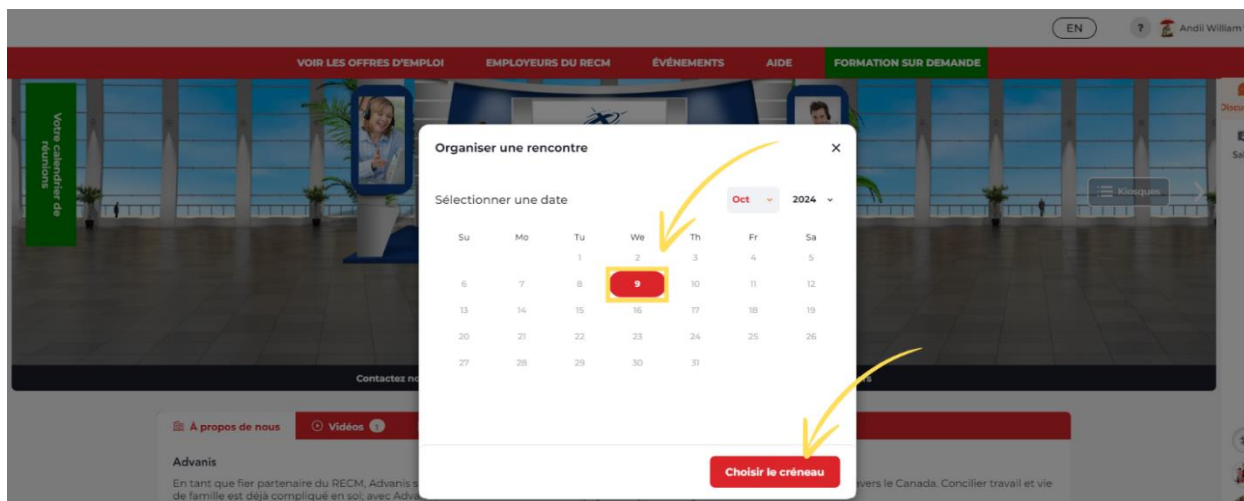 EN
?
Andii William
VOIR LES OFFRES D'EMPLOI EMPLOYEURS DU RECM ÉVÉNEMENTS AIDE FORMATION SUR DEMANDE
Votre calendrier de
réunions
Kiosques
Organiser une rencontre
Sélectionner une date Oct 2024
Su Mo Tu We Th Fr Sa
1 2 3 4 5
6 7 8 9 10 11 12
13 14 15 16 17 18 19
20 21 22 23 24 25 26
27 28 29 30 31
Contactez
Choisir le créneau
À propos de nous Vidéos 1
Advanis
En tant que fier partenaire du RECM, Advanis
vers le Canada. Concilier travail et vie
de famille est déjà compliqué en soi; avec